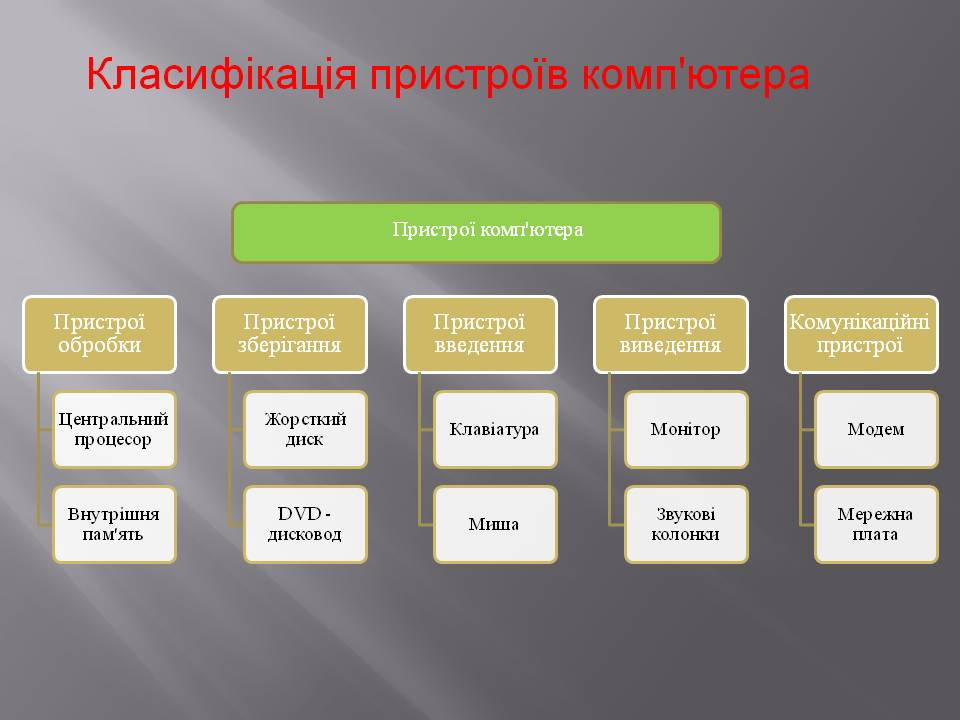 Класифікація пристроїв комп'ютера
Пристрої комп'ютера
Пристрої
обробки
Центральний
процесор
Внутрішня
пам'ять
Пристрої
зберігання
Жорсткий
диск
DVD -
дисковод
Пристрої
введення
Клавіатура
Миша
Пристрої
виведення
Монітор
Звукові
колонки
Комунікаційні
пристрої
Модем
Мережна
плата